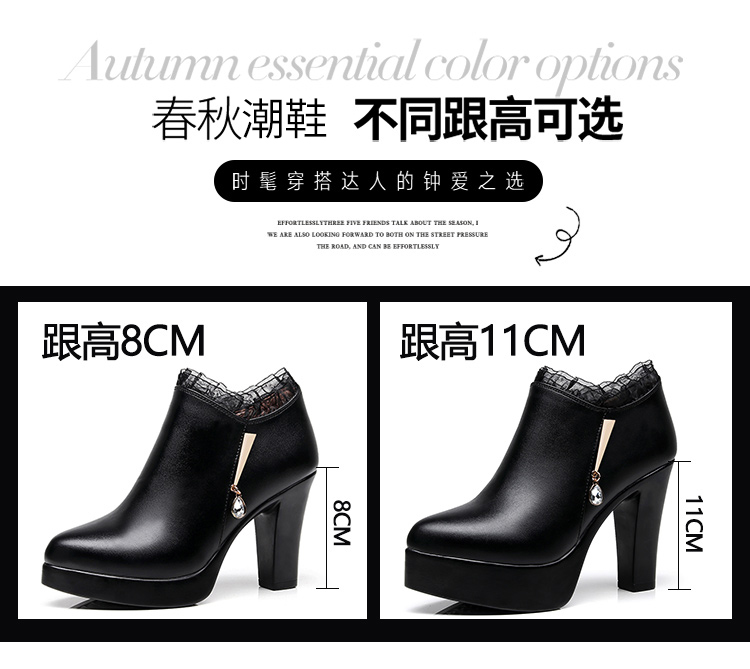 Autumn essential color options
春秋潮鞋 不同跟高可选
时髦穿搭达人的钟爱之选
EFFORTLESSLYTHREE FIVE FRIENDS TALK ABOUT THE SEASON, I
WE ARE ALSO LOOKING FORWARD TO BOTH ON THE STREET PRESSURE
THE ROAD, AND CAN BE EFFORTLESSLY
跟高8CM
跟高11CM
8CM
11CM